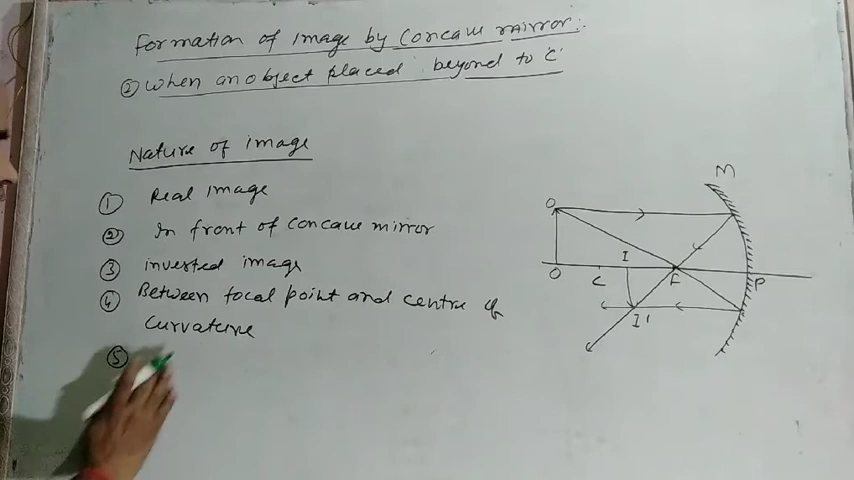 Formation of image by concave mirror:
② When an object placed beyond to 'C'
Nature of image
① Real image
② In front of concave mirror
③ inverted image
④ Between focal point and centre of
curvature
⑤
M
O
I
O
C
F
P
I'